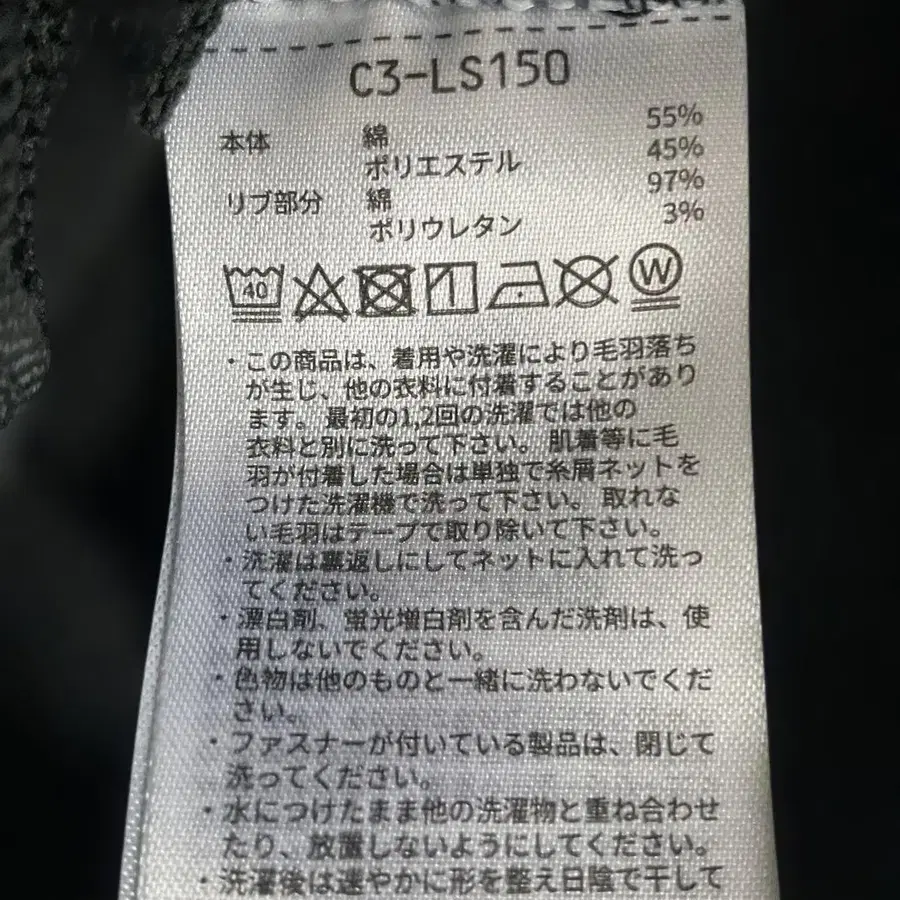 C3-LS150
本体 綿 55%
ポリエステル 45%
リブ部分 綿 97%
ポリウレタン 3%
40 W
・この商品は、着用や洗濯により毛羽落ち
が生じ、他の衣料に付着することがあり
ます。最初の1,2回の洗濯では他の
衣料と別に洗って下さい。肌着等に毛
羽が付着した場合は単独で糸屑ネットを
つけた洗濯機で洗って下さい。取れな
い毛羽はテープで取り除いて下さい。
・洗濯は裏返しにしてネットに入れて洗っ
てください。
・漂白剤、蛍光増白剤を含んだ洗剤は、使
用しないでください。
・色物は他のものと一緒に洗わないでくだ
さい。
・ファスナーが付いている製品は、閉じて
洗ってください。
・水につけたまま他の洗濯物と重ね合わせ
たり、放置しないようにしてください。
・洗濯後は速やかに形を整え日陰で干して